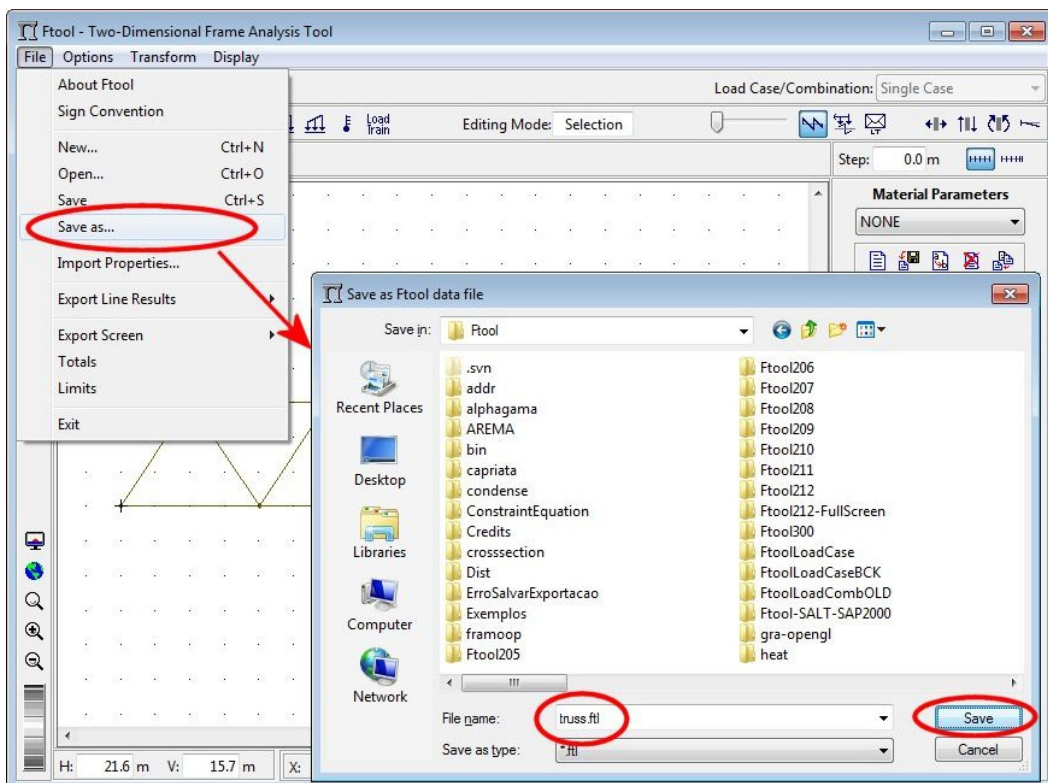 Ftool - Two-Dimensional Frame Analysis Tool
File Options Transform Display
Load Case/Combination: Single Case
Load Train
Editing Mode: Selection
Step: 0.0 m
Material Parameters
NONE
About Ftool
Sign Convention
New... Ctrl+N
Open... Ctrl+O
Save Ctrl+S
Save as...
Import Properties...
Export Line Results
Export Screen
Totals
Limits
Exit
Save as Ftool data file
Save in: Ftool
Recent Places
Desktop
Libraries
Computer
Network
.svn
addr
alphagama
AREMA
bin
capriata
condense
ConstraintEquation
Credits
crosssection
Dist
ErroSalvarExportacao
Exemplos
framoop
Ftool205
Ftool206
Ftool207
Ftool208
Ftool209
Ftool210
Ftool211
Ftool212
Ftool212-FullScreen
Ftool300
FtoolLoadCase
FtoolLoadCaseBCK
FtoolLoadCombOLD
Ftool-SALT-SAP2000
gra-opengl
heat
File name: truss.ftl Save
Save as type: *.ftl Cancel
H: 21.6 m V: 15.7 m X: